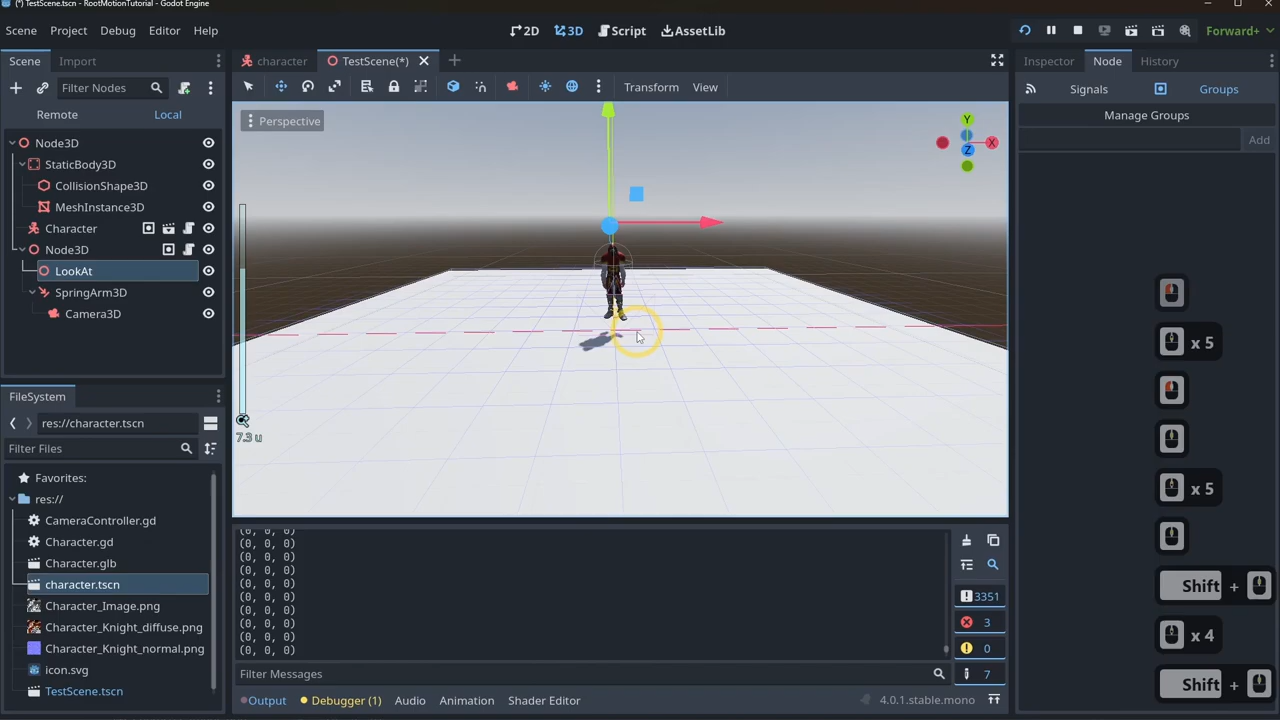 (*) TestScene.tscn - RootMotionTutorial - Godot Engine
Scene Project Debug Editor Help
2D 3D Script AssetLib
Forward+
Scene Import
character TestScene(*)
Inspector Node History
Filter Nodes
Transform View
Signals Groups
Remote Local
Manage Groups
Perspective
Y
X
Z
Add
Node3D
StaticBody3D
CollisionShape3D
MeshInstance3D
Character
Node3D
LookAt
SpringArm3D
Camera3D
7.3 u
FileSystem
res://character.tscn
Filter Files
Favorites:
res://
CameraController.gd
Character.gd
Character.glb
character.tscn
Character_Image.png
Character_Knight_diffuse.png
Character_Knight_normal.png
icon.svg
TestScene.tscn
(0, 0, 0)
(0, 0, 0)
(0, 0, 0)
(0, 0, 0)
(0, 0, 0)
(0, 0, 0)
(0, 0, 0)
(0, 0, 0)
(0, 0, 0)
(0, 0, 0)
3351
3
0
7
Filter Messages
Output Debugger (1) Audio Animation Shader Editor
4.0.1.stable.mono
x 5
x 5
Shift +
x 4
Shift +